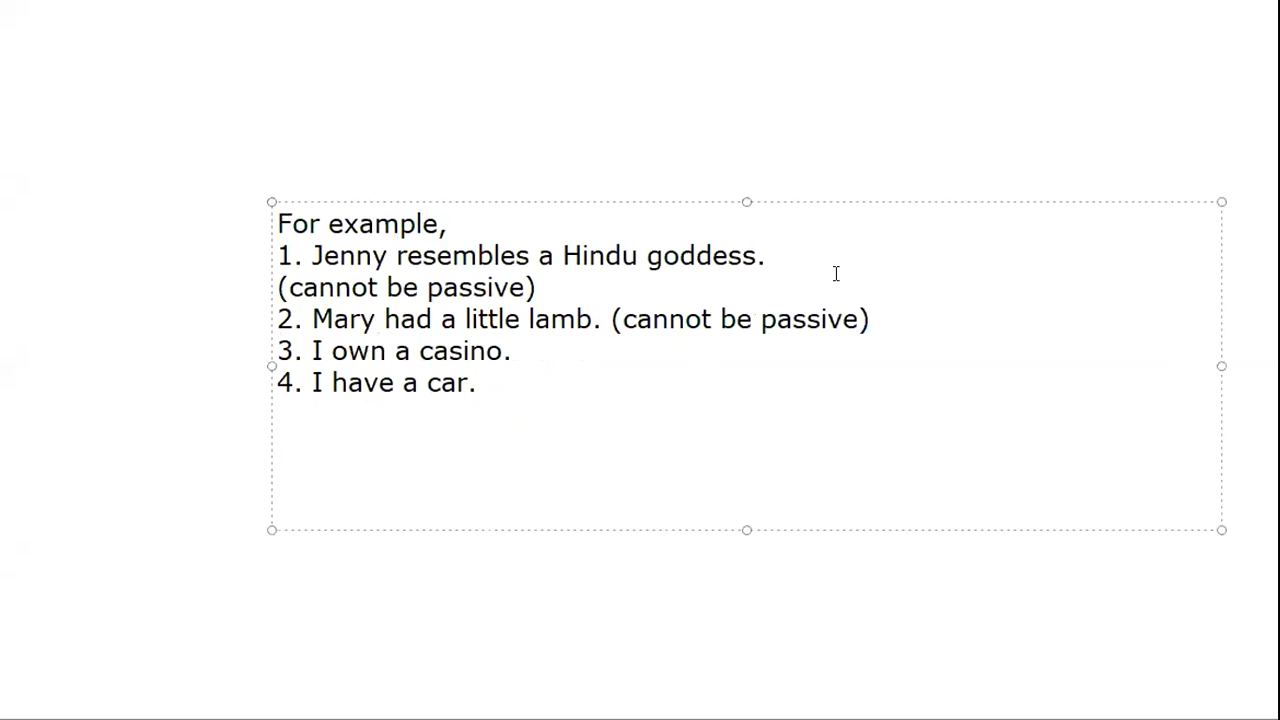 For example,
1. Jenny resembles a Hindu goddess.
(cannot be passive)
2. Mary had a little lamb. (cannot be passive)
3. I own a casino.
4. I have a car.